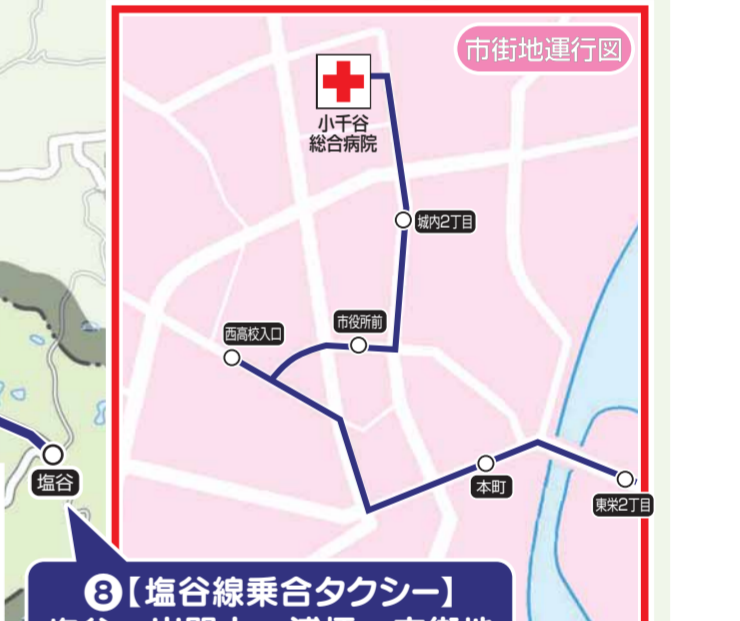 市街地運行図
小千谷
総合病院
城内2丁目
市役所前
西高校入口
塩谷
本町
東栄2丁目
❽【塩谷線乗合タクシー】